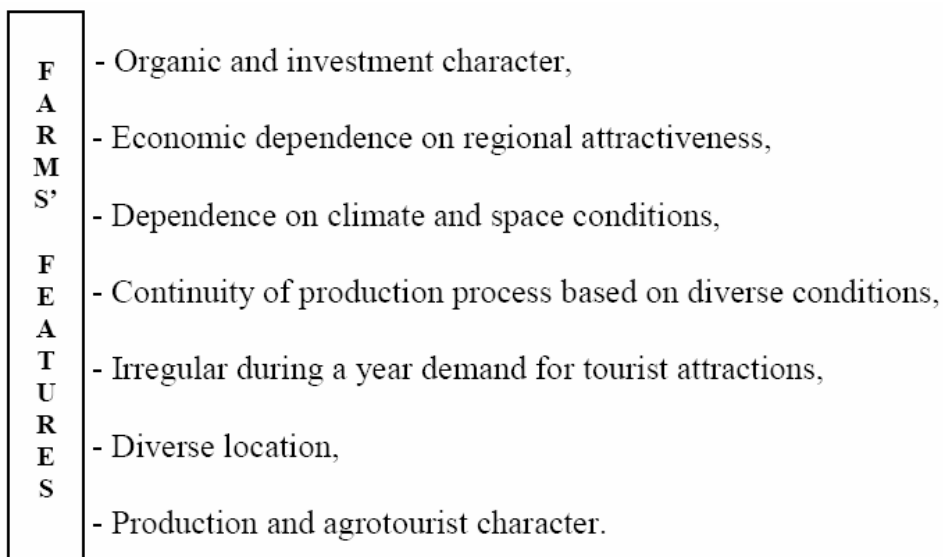 FARMS' FEATURES
- Organic and investment character,
- Economic dependence on regional attractiveness,
- Dependence on climate and space conditions,
- Continuity of production process based on diverse conditions,
- Irregular during a year demand for tourist attractions,
- Diverse location,
- Production and agrotourist character.